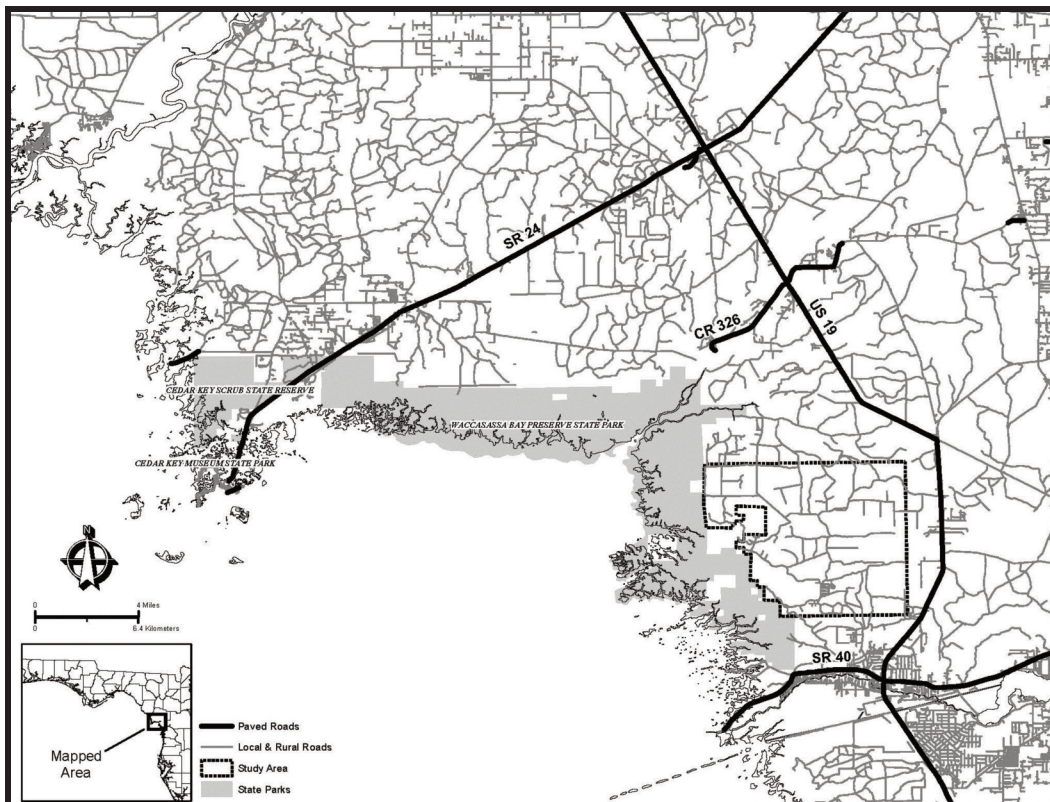 SR 24
CR 326
US 19
CEDAR KEY SCRUB STATE RESERVE
WACCASASSA BAY PRESERVE STATE PARK
CEDAR KEY MUSEUM STATE PARK
N
0 4 Miles
0 6.4 Kilometers
SR 40
Mapped
Area
Paved Roads
Local & Rural Roads
Study Area
State Parks